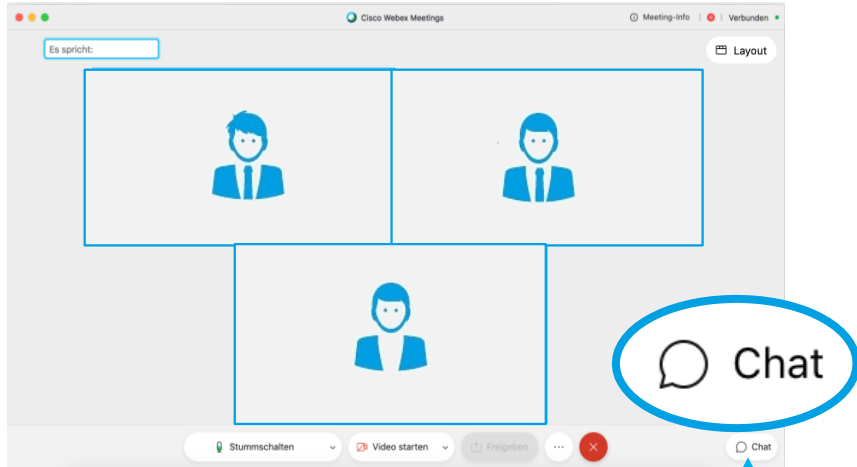 Cisco Webex Meetings
Meeting-Info
Verbunden
Es spricht:
Layout
Chat
Stummschalten
Video starten
Freigeben
Chat